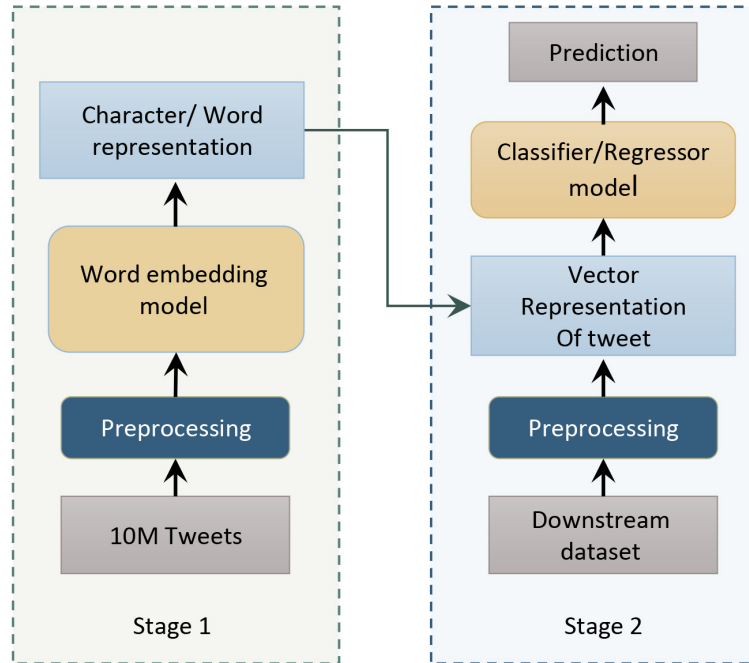 Character/ Word
representation
Word embedding
model
Preprocessing
10M Tweets
Stage 1
Prediction
Classifier/Regressor
model
Vector
Representation
Of tweet
Preprocessing
Downstream
dataset
Stage 2